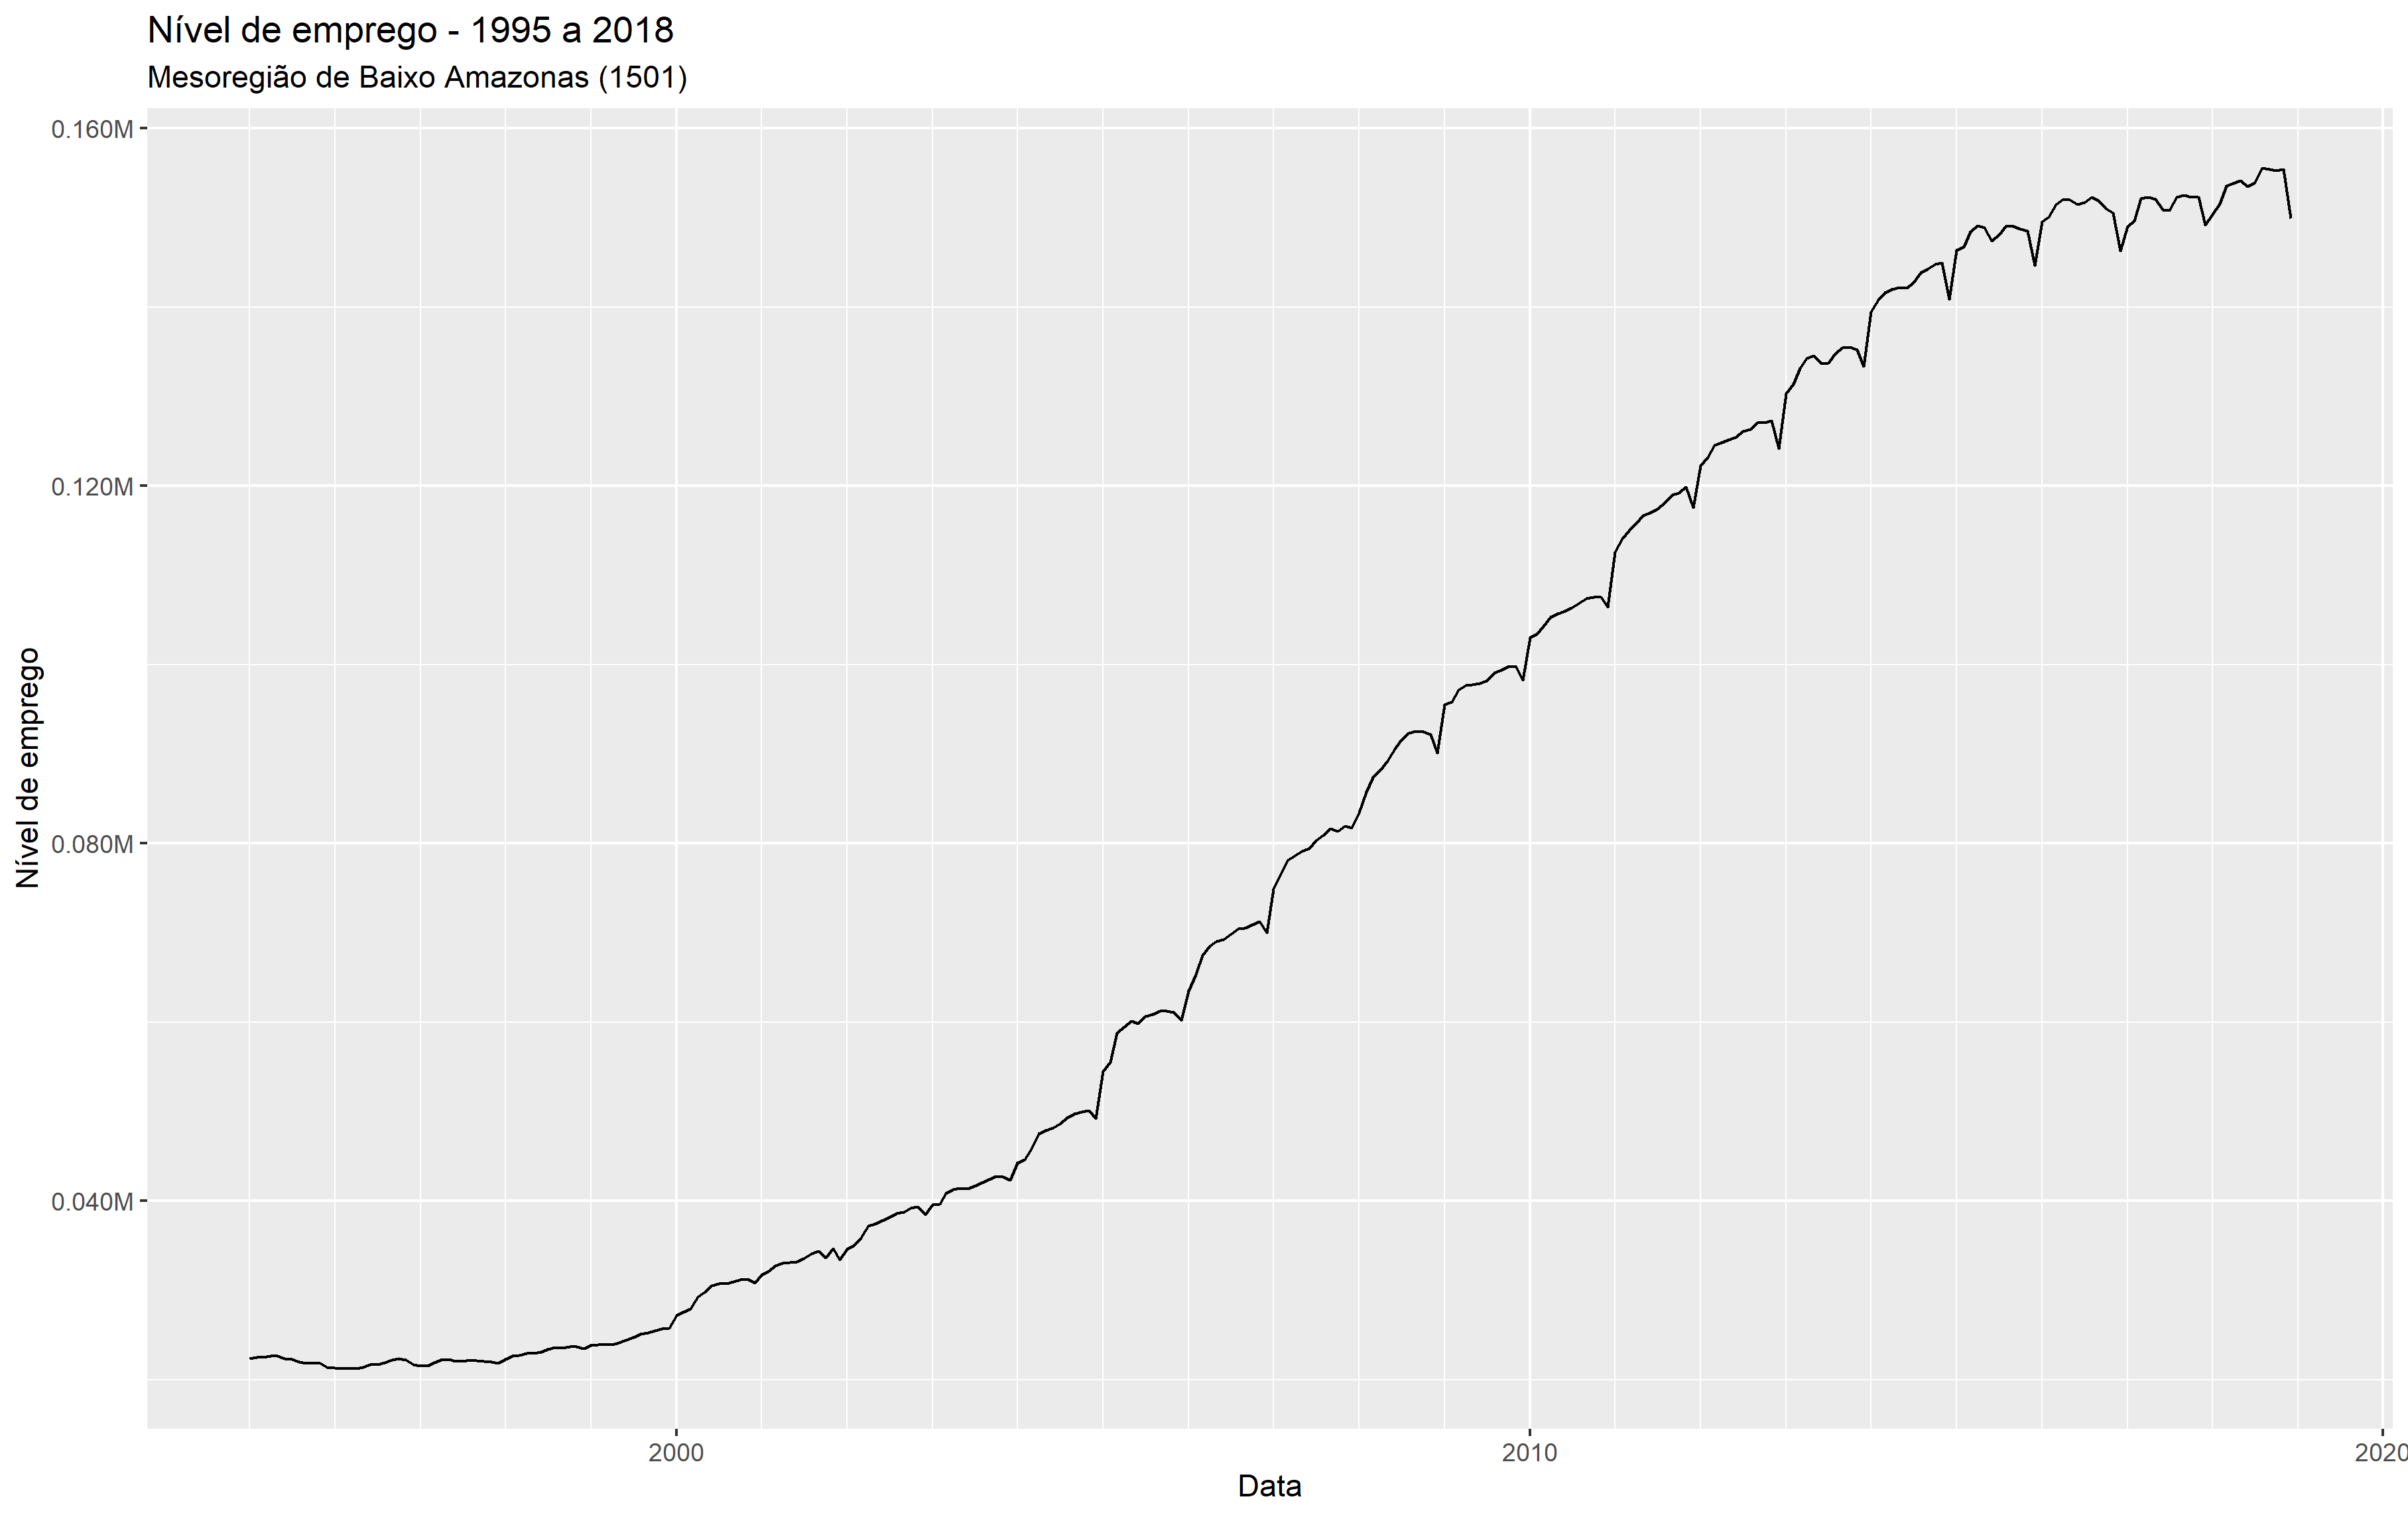 Nível de emprego - 1995 a 2018
Mesoregião de Baixo Amazonas (1501)
0.160M
0.120M
0.080M
0.040M
Nível de emprego
2000
2010
2020
Data